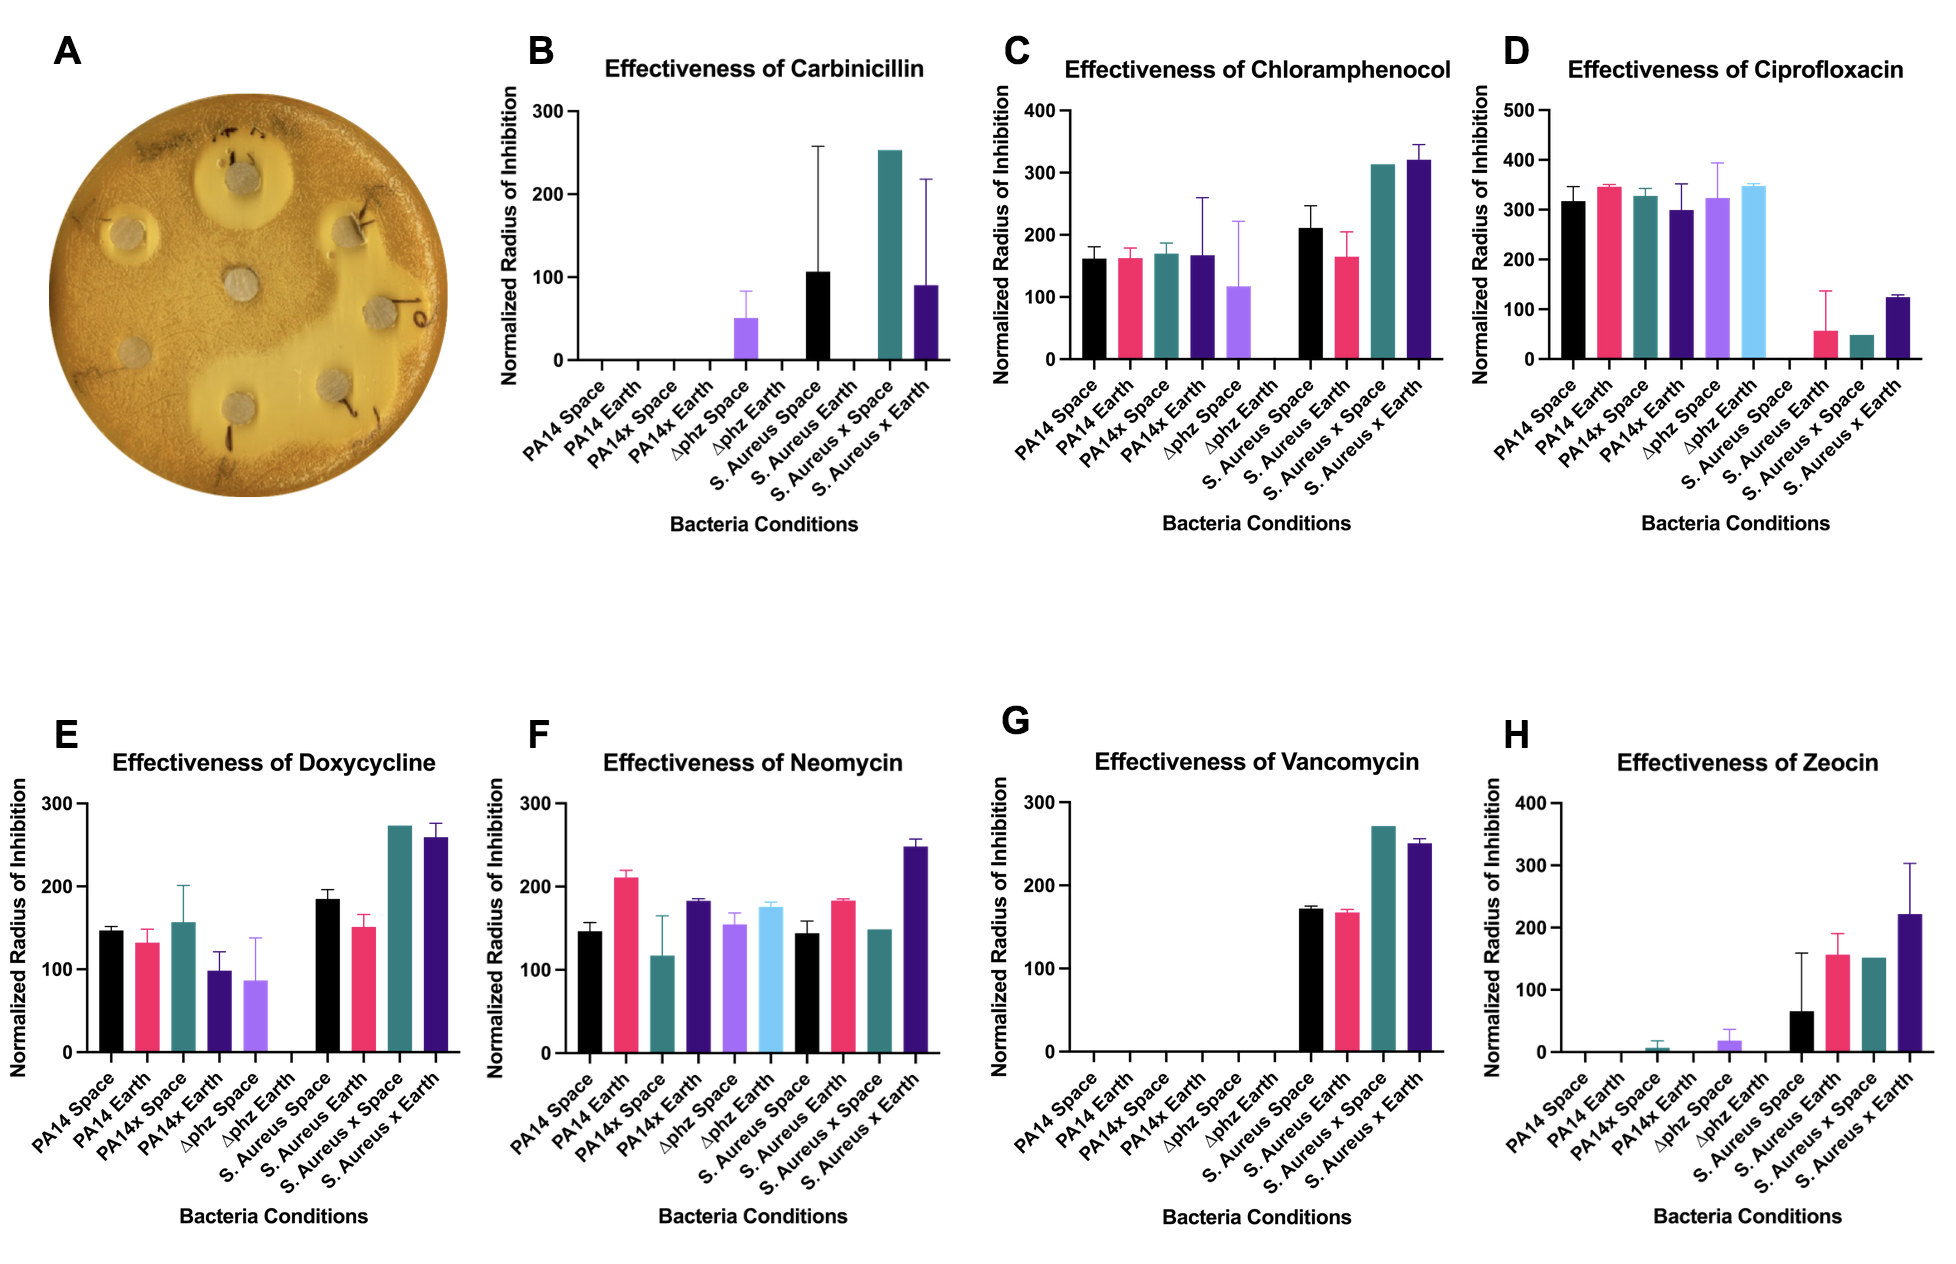 A
B
Effectiveness of Carbinicillin
Normalized Radius of Inhibition
300
200
100
0
PA14 Space
PA14 Earth
PA14x Space
PA14x Earth
Δphz Space
Δphz Earth
S. Aureus Space
S. Aureus Earth
S. Aureus x Space
S. Aureus x Earth
Bacteria Conditions
C
Effectiveness of Chloramphenocol
Normalized Radius of Inhibition
400
300
200
100
0
PA14 Space
PA14 Earth
PA14x Space
PA14x Earth
Δphz Space
Δphz Earth
S. Aureus Space
S. Aureus Earth
S. Aureus x Space
S. Aureus x Earth
Bacteria Conditions
D
Effectiveness of Ciprofloxacin
Normalized Radius of Inhibition
500
400
300
200
100
0
PA14 Space
PA14 Earth
PA14x Space
PA14x Earth
Δphz Space
Δphz Earth
S. Aureus Space
S. Aureus Earth
S. Aureus x Space
S. Aureus x Earth
Bacteria Conditions
E
Effectiveness of Doxycycline
Normalized Radius of Inhibition
300
200
100
0
PA14 Space
PA14 Earth
PA14x Space
PA14x Earth
Δphz Space
Δphz Earth
S. Aureus Space
S. Aureus Earth
S. Aureus x Space
S. Aureus x Earth
Bacteria Conditions
F
Effectiveness of Neomycin
Normalized Radius of Inhibition
300
200
100
0
PA14 Space
PA14 Earth
PA14x Space
PA14x Earth
Δphz Space
Δphz Earth
S. Aureus Space
S. Aureus Earth
S. Aureus x Space
S. Aureus x Earth
Bacteria Conditions
G
Effectiveness of Vancomycin
Normalized Radius of Inhibition
300
200
100
0
PA14 Space
PA14 Earth
PA14x Space
PA14x Earth
Δphz Space
Δphz Earth
S. Aureus Space
S. Aureus Earth
S. Aureus x Space
S. Aureus x Earth
Bacteria Conditions
H
Effectiveness of Zeocin
Normalized Radius of Inhibition
400
300
200
100
0
PA14 Space
PA14 Earth
PA14x Space
PA14x Earth
Δphz Space
Δphz Earth
S. Aureus Space
S. Aureus Earth
S. Aureus x Space
S. Aureus x Earth
Bacteria Conditions